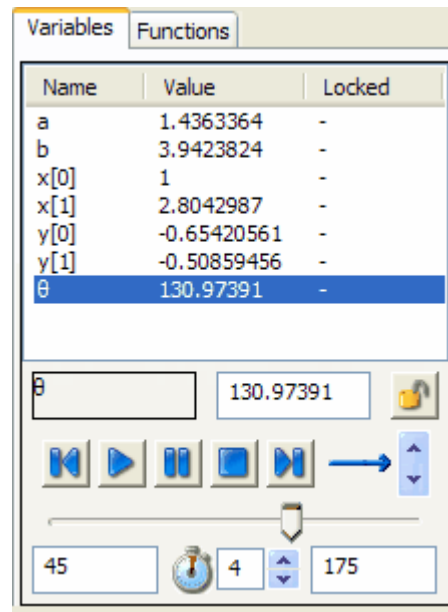 Variables Functions
Name Value Locked
a 1.4363364 -
b 3.9423824 -
x[0] 1 -
x[1] 2.8042987 -
y[0] -0.65420561 -
y[1] -0.50859456 -
θ 130.97391 -
θ 130.97391
45 4 175